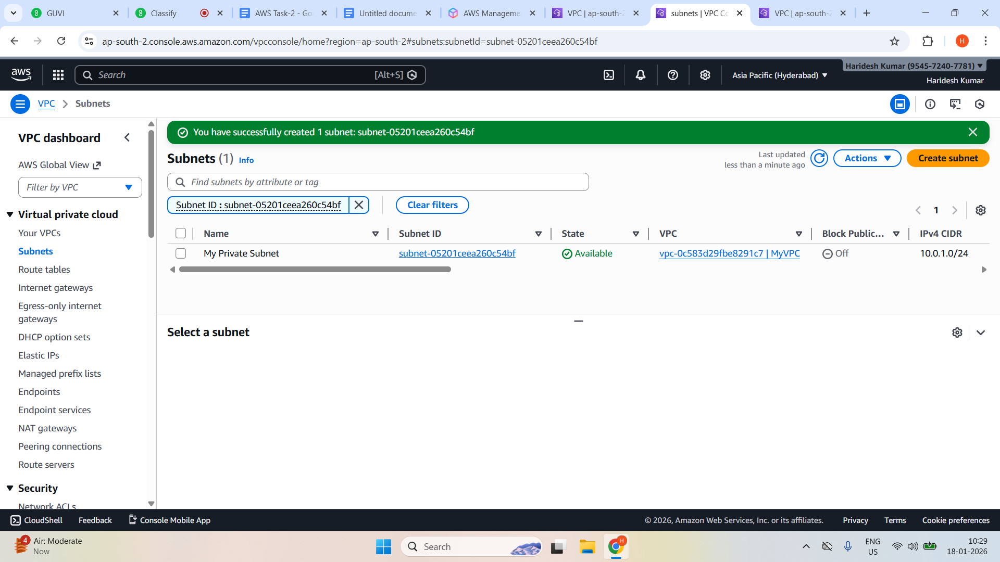 GUVI
Classify
AWS Task-2 - Go
Untitled docume
AWS Manageme
VPC | ap-south-2
subnets | VPC Co
VPC | ap-south-2
ap-south-2.console.aws.amazon.com/vpcconsole/home?region=ap-south-2#subnets:subnetId=subnet-05201ceea260c54bf
H
aws
Search
[Alt+S]
Asia Pacific (Hyderabad)
Haridesh Kumar (9545-7240-7781)
Haridesh Kumar
VPC
Subnets
VPC dashboard
AWS Global View
Filter by VPC
Virtual private cloud
Your VPCs
Subnets
Route tables
Internet gateways
Egress-only internet
gateways
DHCP option sets
Elastic IPs
Managed prefix lists
Endpoints
Endpoint services
NAT gateways
Peering connections
Route servers
Security
Network ACLs
You have successfully created 1 subnet: subnet-05201ceea260c54bf
Subnets (1) Info
Last updated
less than a minute ago
Actions
Create subnet
Find subnets by attribute or tag
Subnet ID : subnet-05201ceea260c54bf
Clear filters
1
Name Subnet ID State VPC Block Public... IPv4 CIDR
My Private Subnet subnet-05201ceea260c54bf Available vpc-0c583d29fbe8291c7 | MyVPC Off 10.0.1.0/24
Select a subnet
CloudShell Feedback Console Mobile App
© 2026, Amazon Web Services, Inc. or its affiliates. Privacy Terms Cookie preferences
4
Air: Moderate
Now
Search
H
ENG
US
10:29
18-01-2026